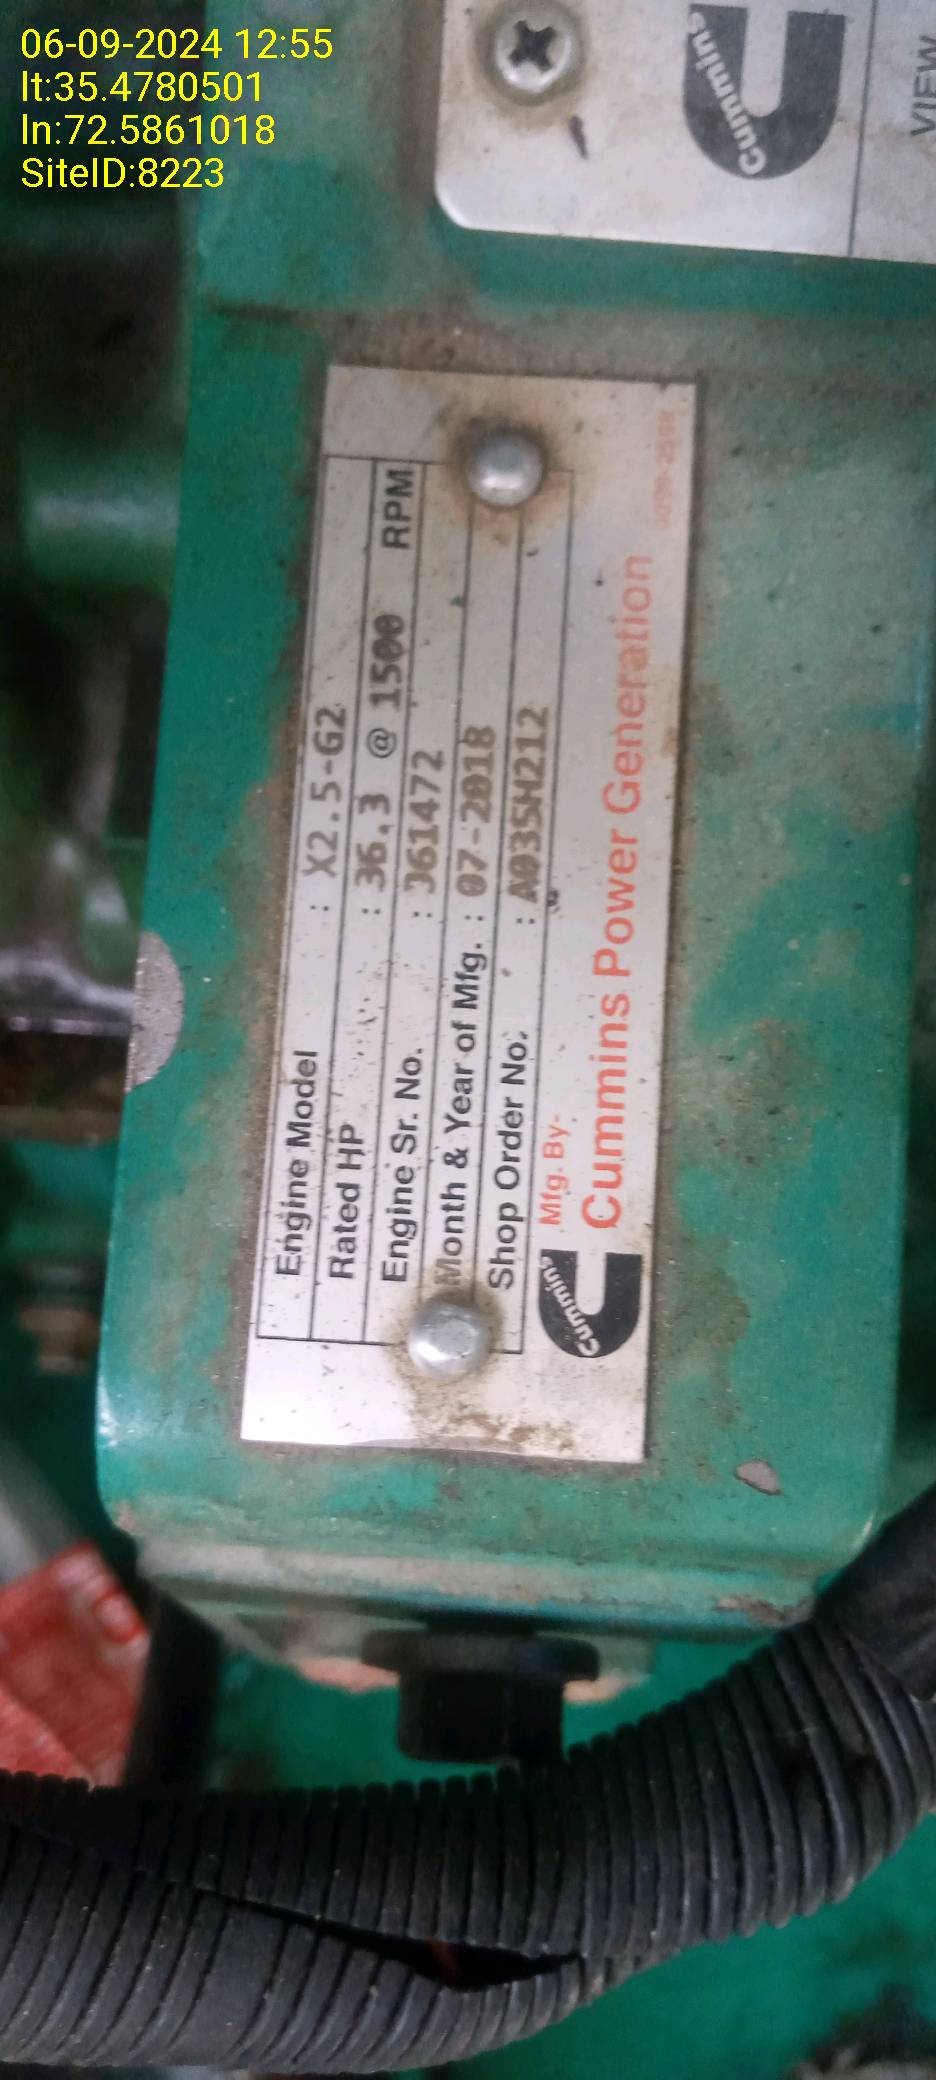 06-09-2024 12:55
lt:35.4780501
ln:72.5861018
SiteID:8223
Cummins
VIEW
Engine Model : X2.5-G2
Rated HP : 36.3 @ 1500 RPM
Engine Sr. No. : J61472
Month & Year of Mfg. : 07-2018
Shop Order No. : A035H212
Mfg. By-
Cummins Power Generation
Cummins